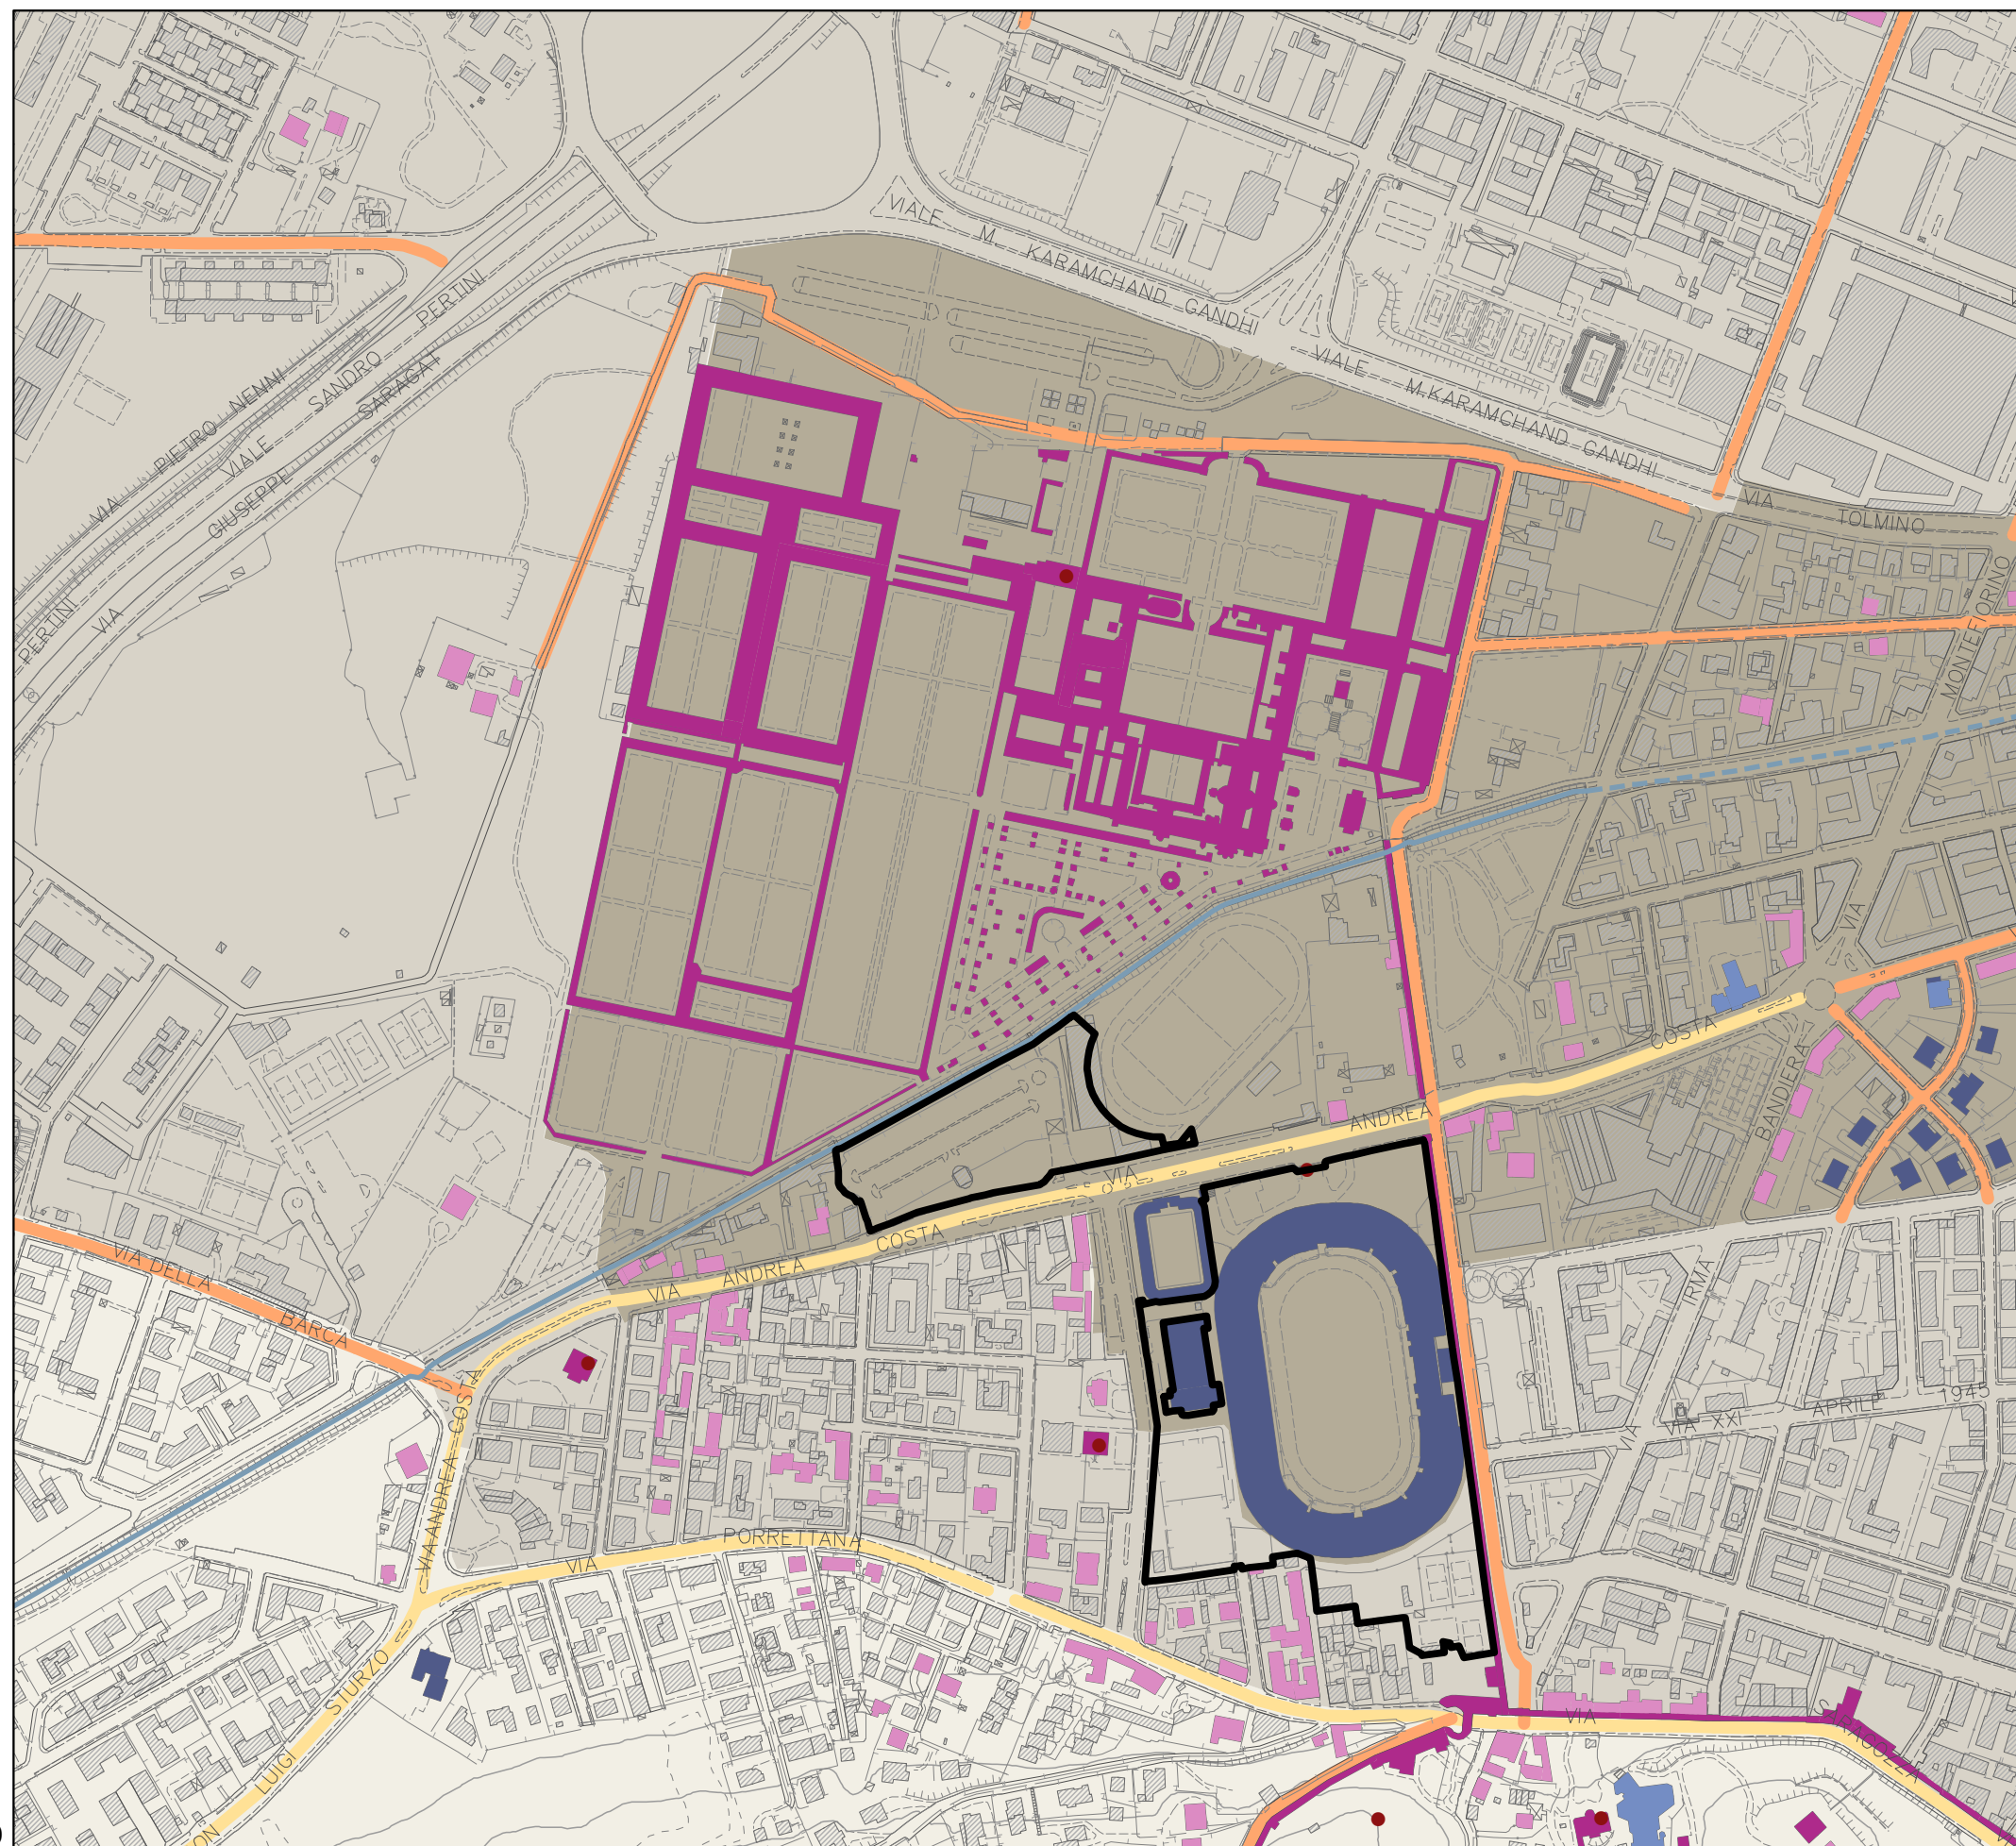 VIALE
M. KARAMCHAND GANDHI
VIALE M.KARAMCHAND GANDHI
VIA TOLMINO
VIA PIETRO NENNI
VIALE SANDRO PERTINI
VIA GIUSEPPE SARAGAT
PERTINI
MONTEFIORINO
VIA
COSTA
BANDIERA
ANDREA
VIA
COSTA
VIA ANDREA
VIA DELLA BARCA
VIA ANDREA COSTA
IRMA
VIA
VIA XXI APRILE 1945
VIA PORRETTANA
LUIGI STURZO
ON
VIA SARAGOZZA